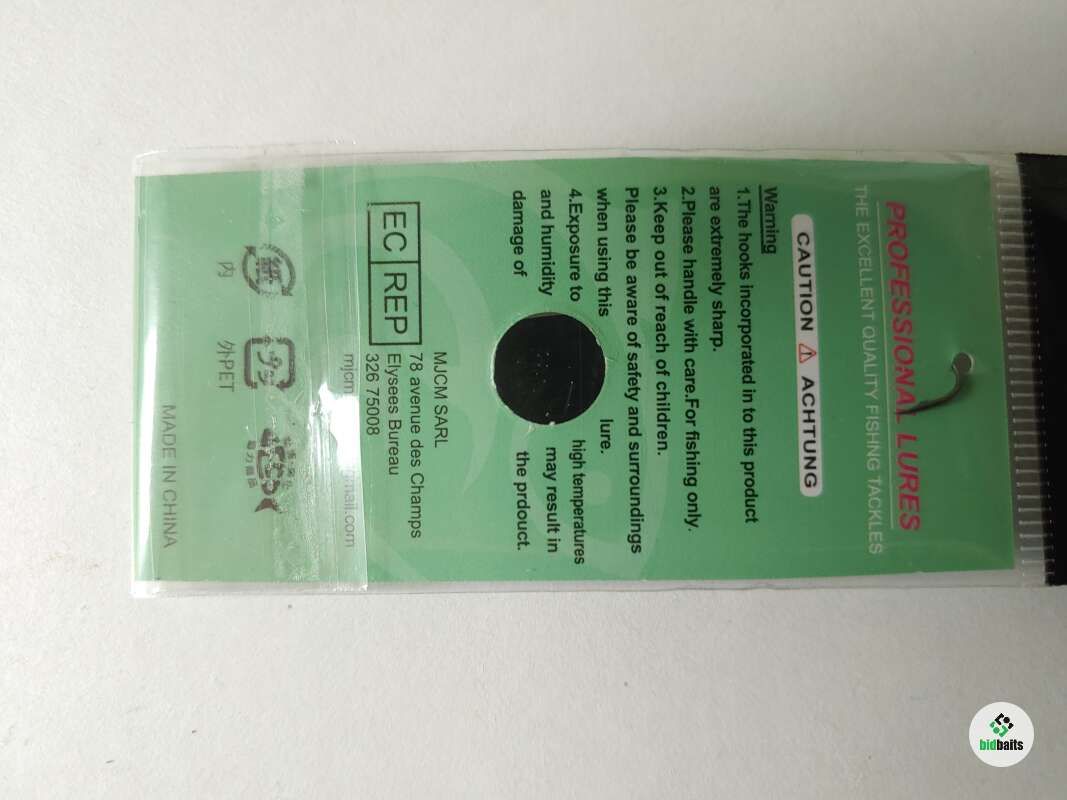 PROFESSIONAL LURES
THE EXCELLENT QUALITY FISHNG TACKLES
CAUTION ⚠ ACHTUNG
Warning
1.The hooks incorporated in to this product
are extremely sharp.
2.Please handle with care.For fishing only.
3.Keep out of reach of children.
Please be aware of safety and surroundings
when using this lure.
4.Exposure to high temperatures
and humidity may result in
damage of the prdouct.
EC REP
MJCM SARL
78 avenue des Champs
Elysees Bureau
326 75008
内 外PET
MADE IN CHINA
bidbaits